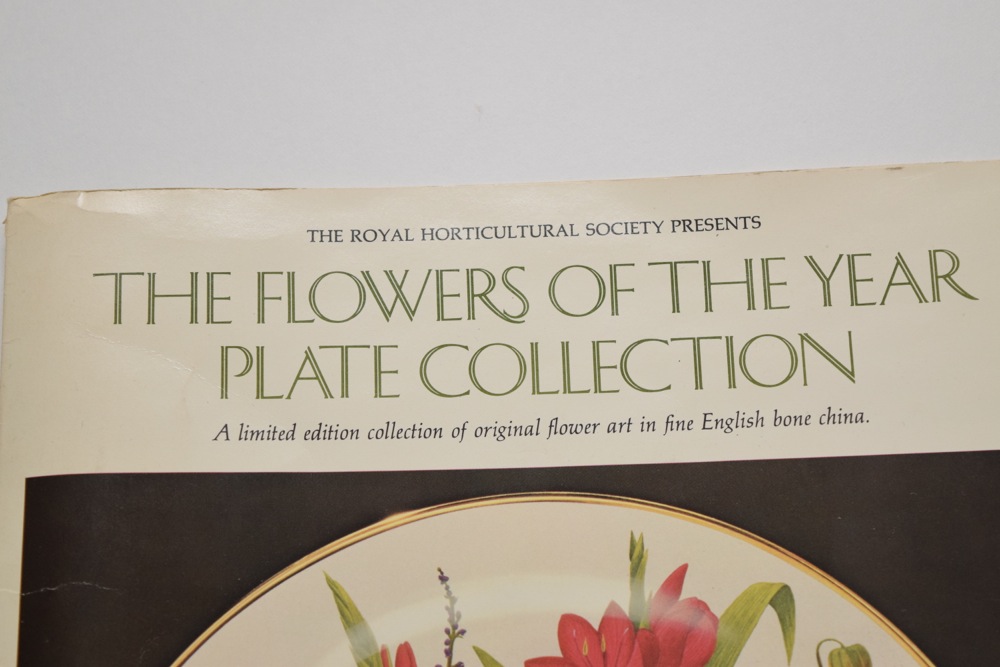 THE ROYAL HORTICULTURAL SOCIETY PRESENTS
THE FLOWERS OF THE YEAR
PLATE COLLECTION
A limited edition collection of original flower art in fine English bone china.